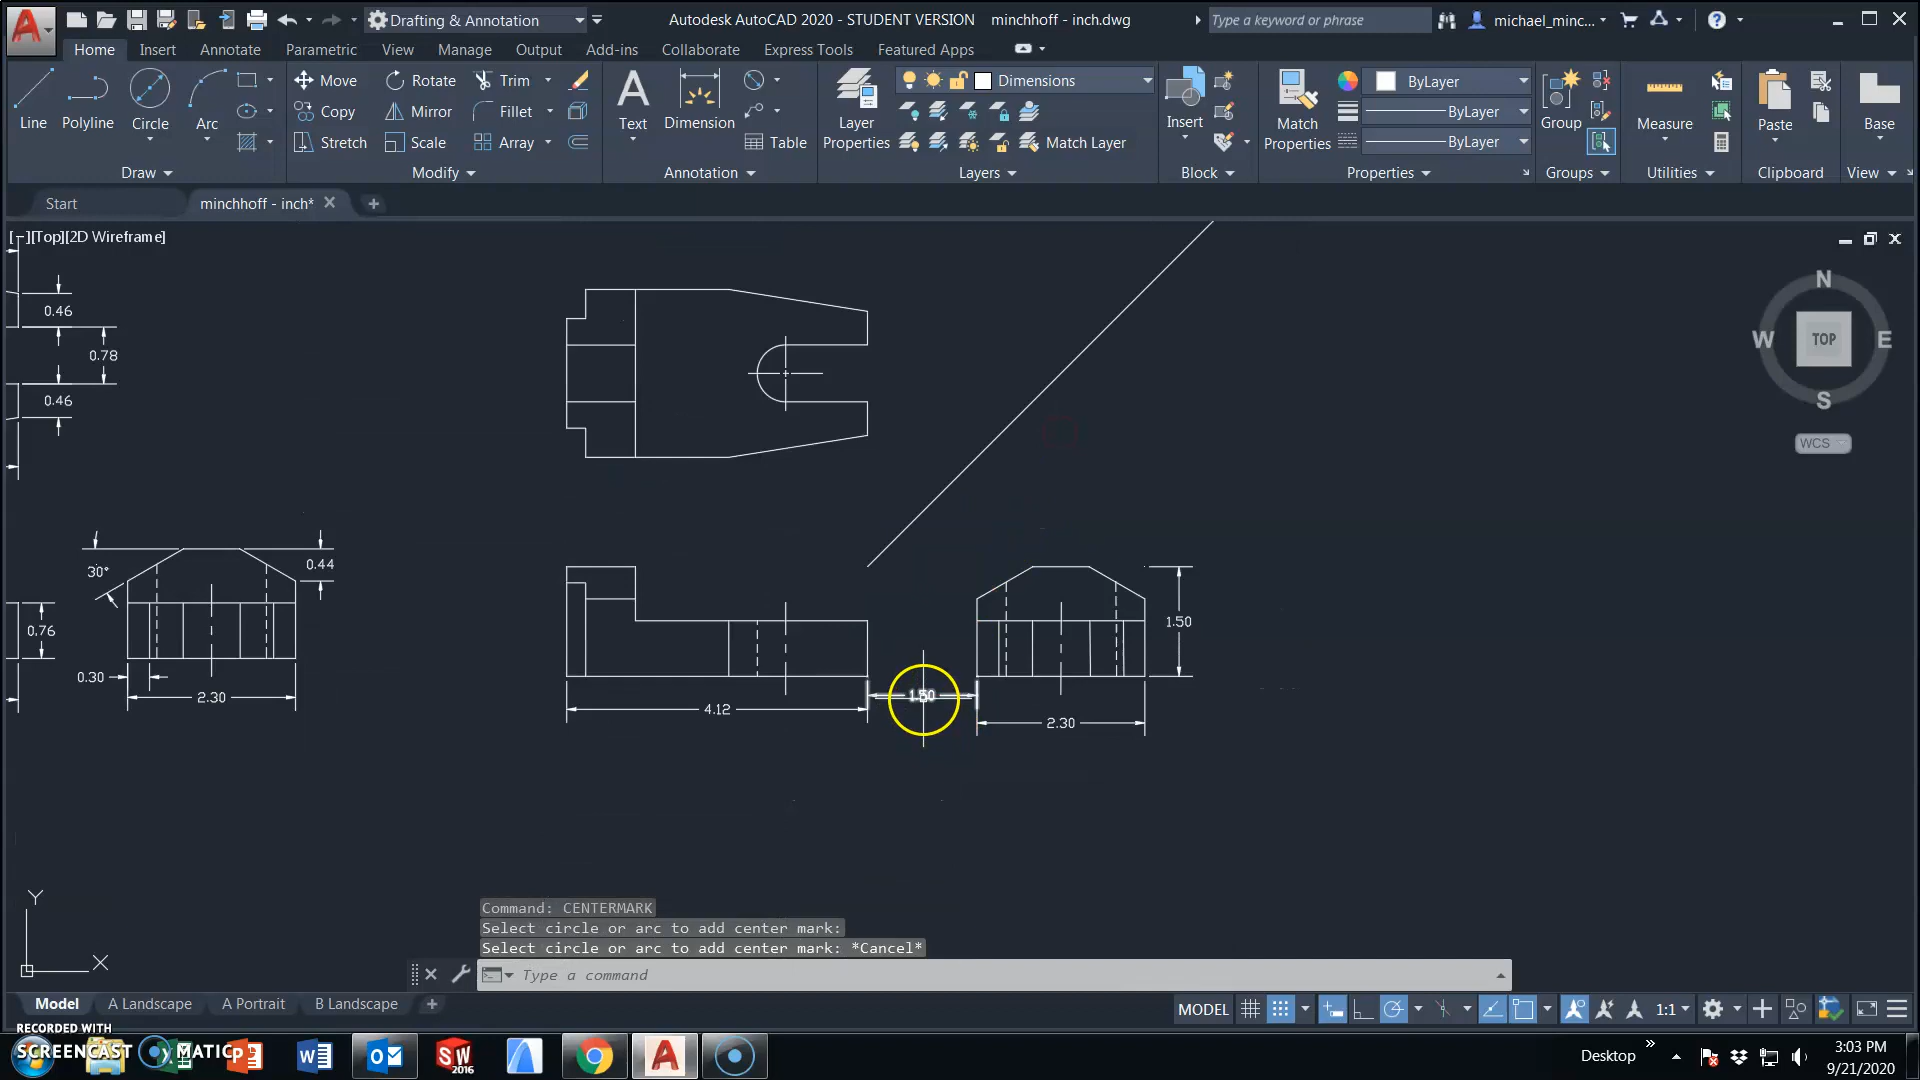 Drafting & Annotation
Autodesk AutoCAD 2020 - STUDENT VERSION minchhoff - inch.dwg
Type a keyword or phrase
michael_minc...
Home Insert Annotate Parametric View Manage Output Add-ins Collaborate Express Tools Featured Apps
Line Polyline Circle Arc
Move Rotate Trim
Copy Mirror Fillet
Stretch Scale Array
Text Dimension Table
Layer Properties
Dimensions
Match Layer
Insert
Match Properties
ByLayer
ByLayer
ByLayer
Group Measure Paste Base
Draw Modify Annotation Layers Block Properties Groups Utilities Clipboard View
Start minchhoff - inch*
[−][Top][2D Wireframe]
N
W TOP E
S
WCS
0.46
0.78
0.46
30°
0.44
0.76
0.30
2.30
4.12
1.50
2.30
1.50
Y
X
Command: CENTERMARK
Select circle or arc to add center mark:
Select circle or arc to add center mark: *Cancel*
Type a command
Model A Landscape A Portrait B Landscape
MODEL 1:1
RECORDED WITH
SCREENCAST MATIC
SW 2016
Desktop
3:03 PM
9/21/2020